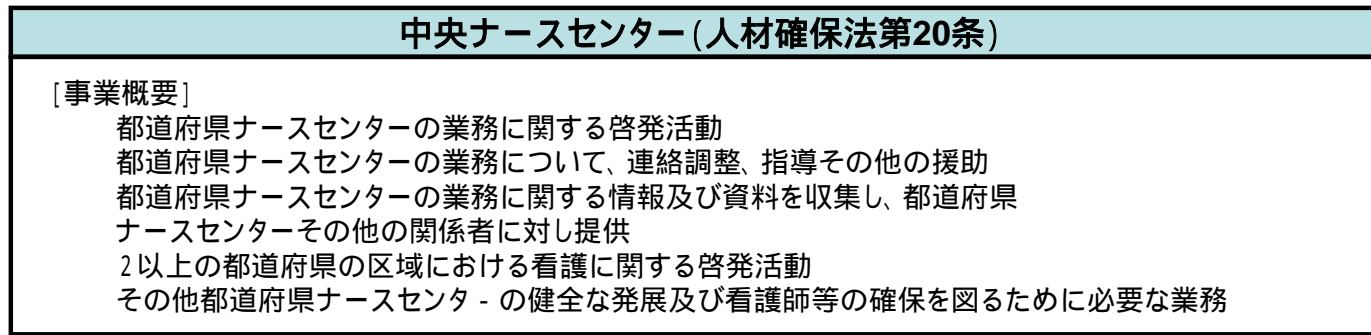 中央ナースセンター(人材確保法第20条)
[事業概要]
都道府県ナースセンターの業務に関する啓発活動
都道府県ナースセンターの業務について、連絡調整、指導その他の援助
都道府県ナースセンターの業務に関する情報及び資料を収集し、都道府県
ナースセンターその他の関係者に対し提供
2以上の都道府県の区域における看護に関する啓発活動
その他都道府県ナースセンタ-の健全な発展及び看護師等の確保を図るために必要な業務